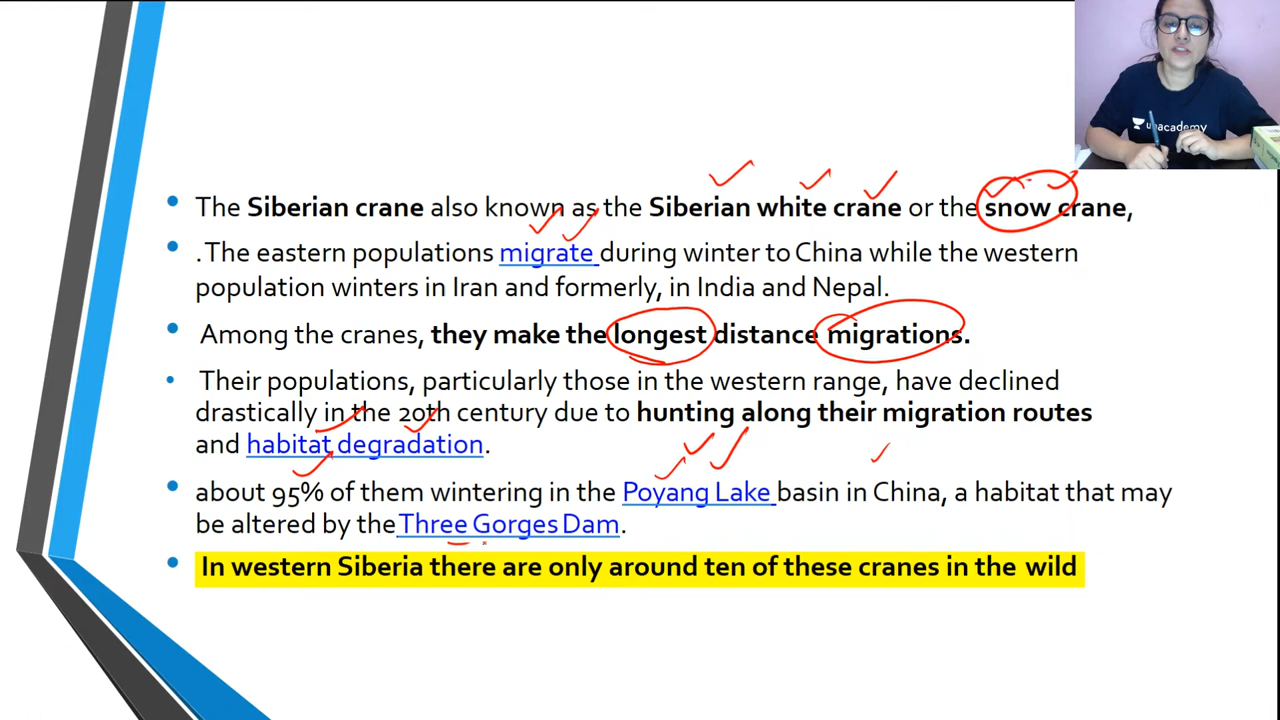 unacademy
The Siberian crane also known as the Siberian white crane or the snow crane,
.The eastern populations migrate during winter to China while the western
population winters in Iran and formerly, in India and Nepal.
Among the cranes, they make the longest distance migrations.
Their populations, particularly those in the western range, have declined
drastically in the 20th century due to hunting along their migration routes
and habitat degradation.
about 95% of them wintering in the Poyang Lake basin in China, a habitat that may
be altered by the Three Gorges Dam.
In western Siberia there are only around ten of these cranes in the wild